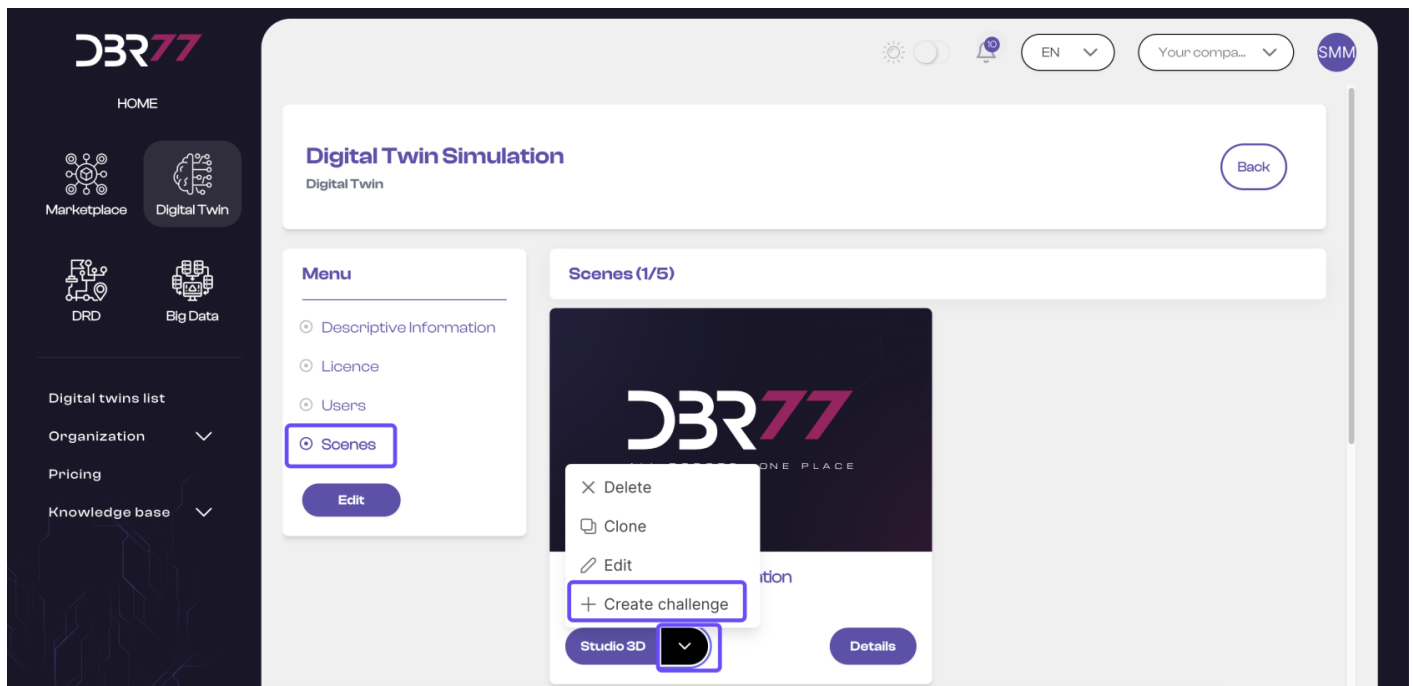 DBR77
10
EN
Your compa...
SMM
HOME
Marketplace
Digital Twin
DRD
Big Data
Digital twins list
Organization
Pricing
Knowledge base
Digital Twin Simulation
Digital Twin
Back
Menu
Descriptive Information
Licence
Users
Scenes
Edit
Scenes (1/5)
DBR77
ONE PLACE
Delete
Clone
Edit
Create challenge
Studio 3D
Details